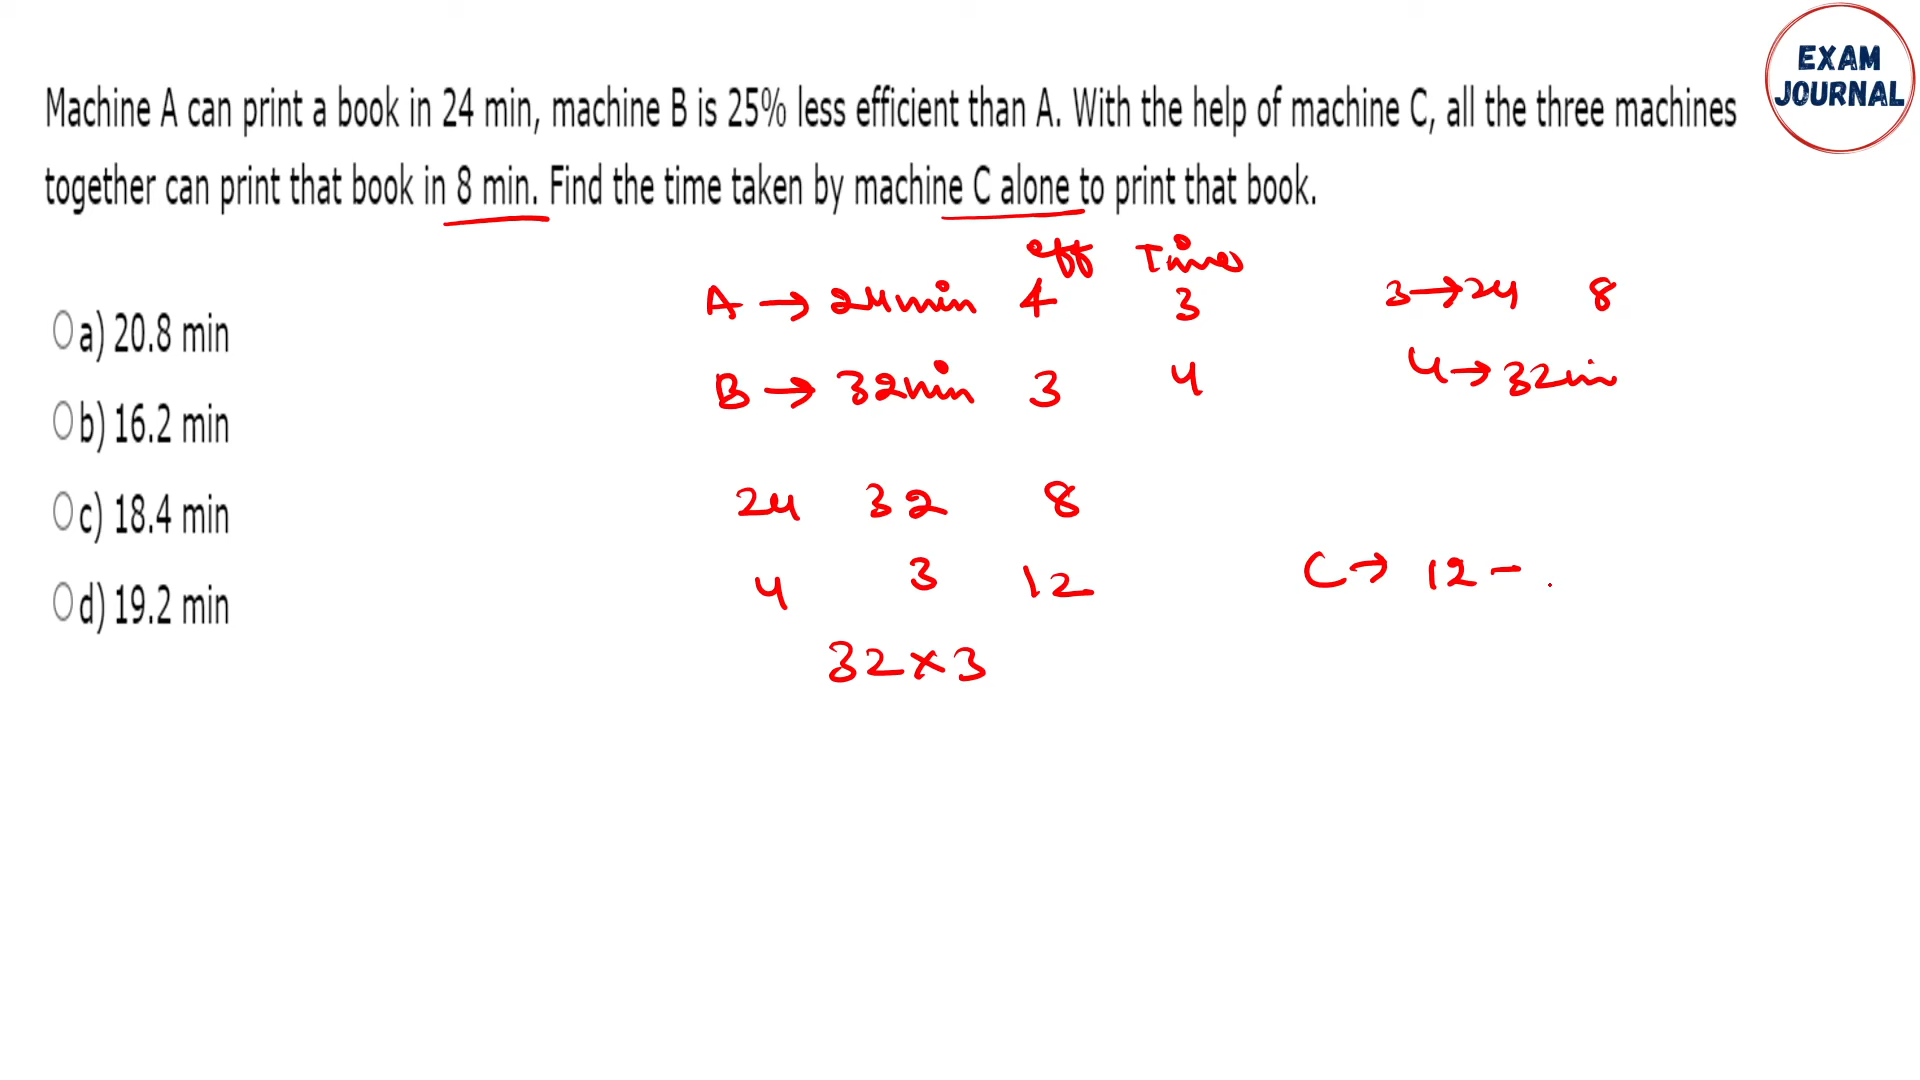 EXAM
JOURNAL
Machine A can print a book in 24 min, machine B is 25% less efficient than A. With the help of machine C, all the three machines
together can print that book in 8 min. Find the time taken by machine C alone to print that book.
eff Time
A → 24min 4 3 3→24 8
B → 32min 3 4 4→32min
a) 20.8 min
b) 16.2 min
c) 18.4 min
d) 19.2 min
24 32 8
4 3 12
C→ 12 -
32×3